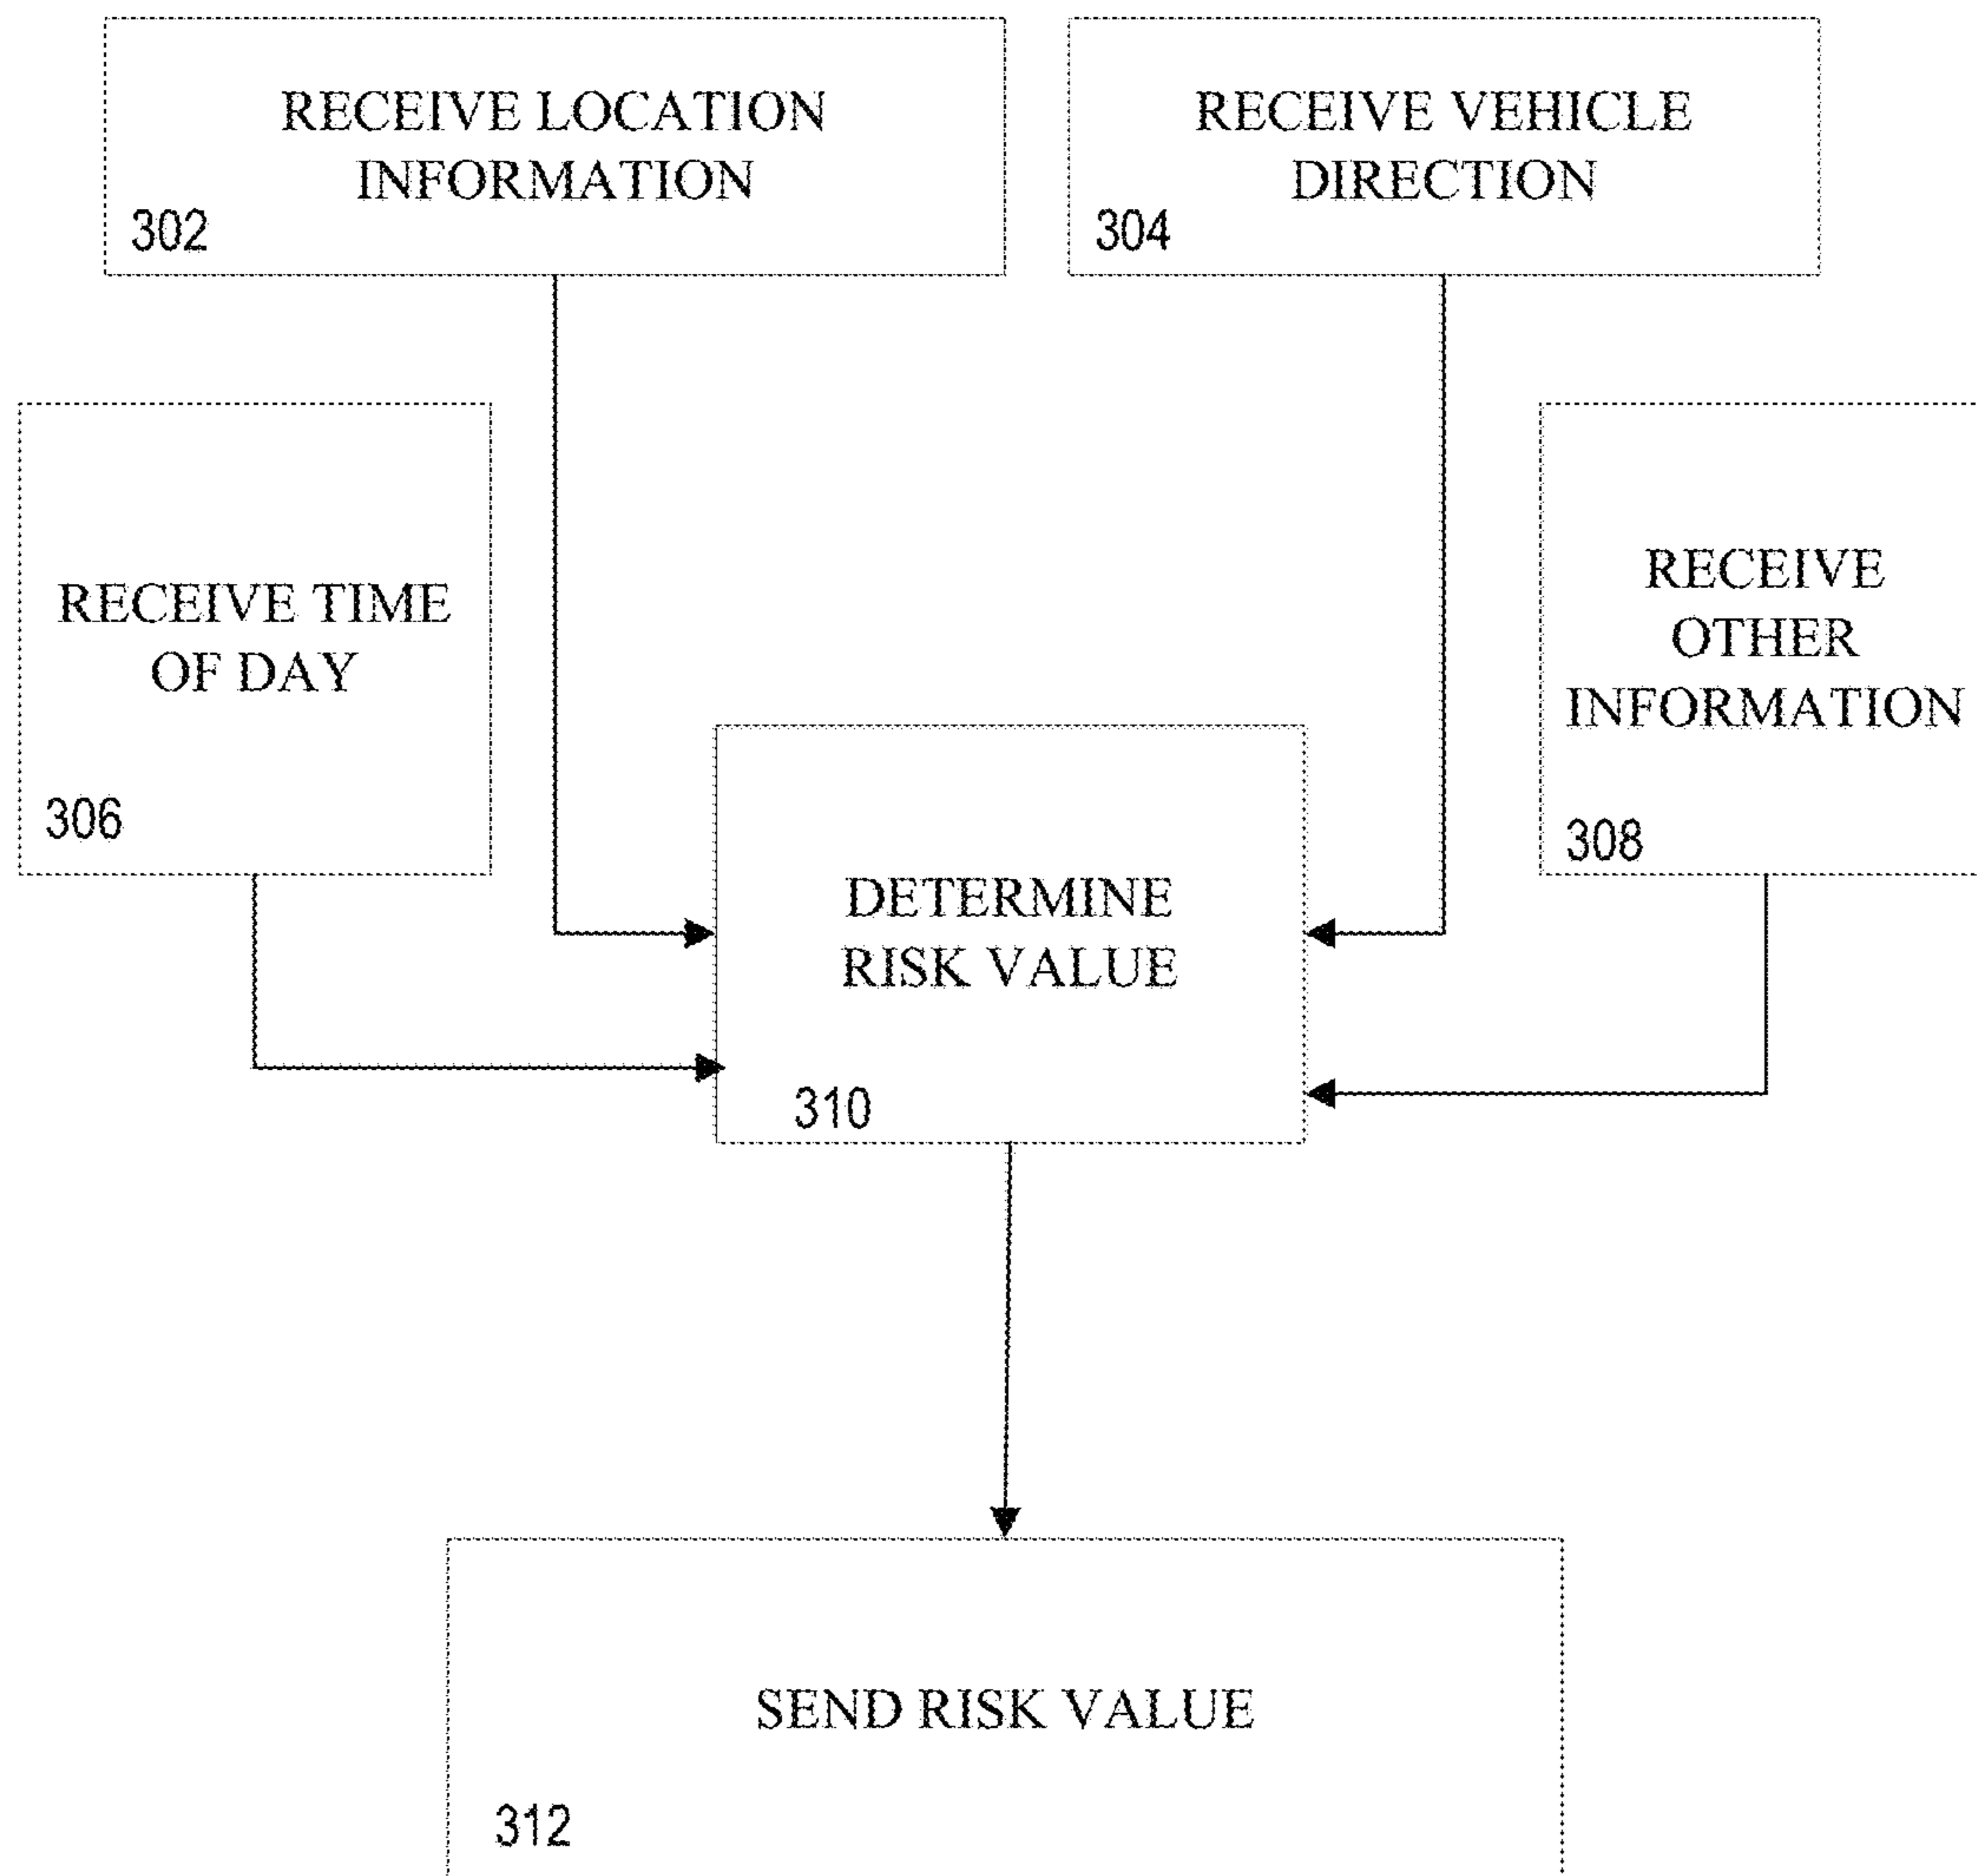 RECEIVE LOCATION
INFORMATION
302
RECEIVE VEHICLE
DIRECTION
304
RECEIVE TIME
OF DAY
306
RECEIVE
OTHER
INFORMATION
308
DETERMINE
RISK VALUE
310
SEND RISK VALUE
312